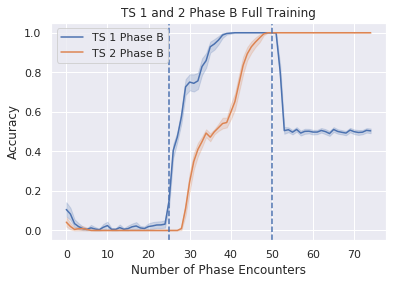 TS 1 and 2 Phase B Full Training
TS 1 Phase B
TS 2 Phase B
Accuracy
1.0
0.8
0.6
0.4
0.2
0.0
0 10 20 30 40 50 60 70
Number of Phase Encounters